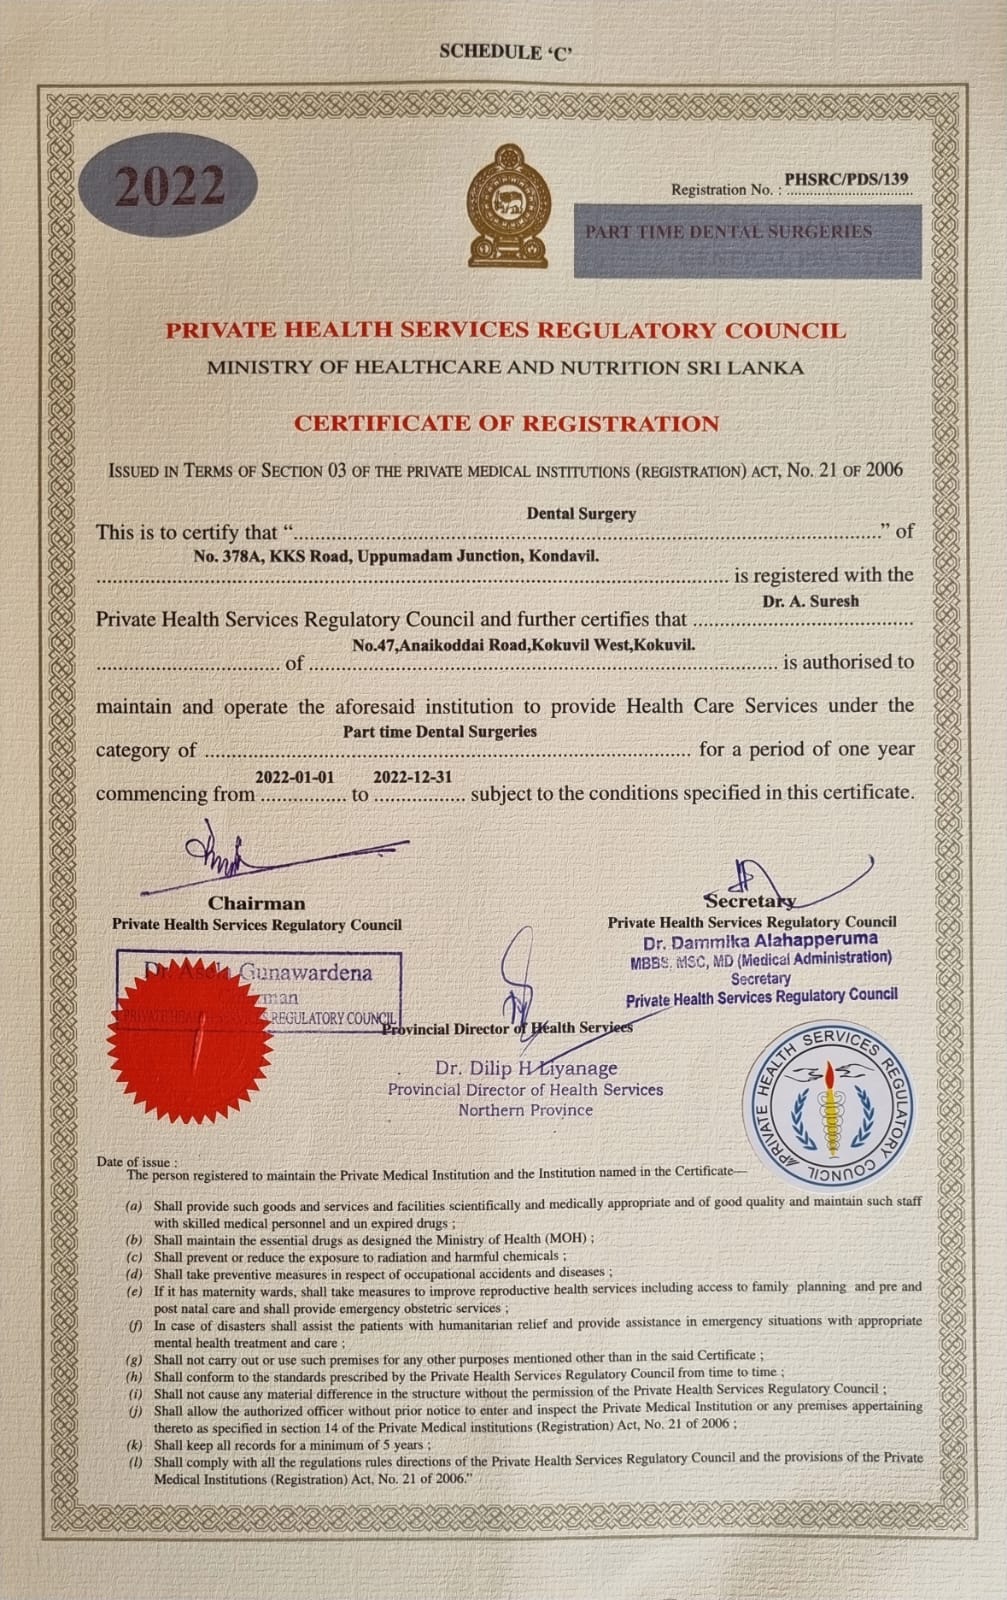 SCHEDULE ‘C’
2022
Registration No. : PHSRC/PDS/139
PART TIME DENTAL SURGERIES
PRIVATE HEALTH SERVICES REGULATORY COUNCIL
MINISTRY OF HEALTHCARE AND NUTRITION SRI LANKA
CERTIFICATE OF REGISTRATION
ISSUED IN TERMS OF SECTION 03 OF THE PRIVATE MEDICAL INSTITUTIONS (REGISTRATION) ACT, No. 21 OF 2006
Dental Surgery
This is to certify that “....................” of
No. 378A, KKS Road, Uppumadam Junction, Kondavil.
.................... is registered with the
Dr. A. Suresh
Private Health Services Regulatory Council and further certifies that ....................
No.47,Anaikoddai Road,Kokuvil West,Kokuvil.
.................... of .................... is authorised to
maintain and operate the aforesaid institution to provide Health Care Services under the
Part time Dental Surgeries
category of .................... for a period of one year
2022-01-01 2022-12-31
commencing from ................ to ................. subject to the conditions specified in this certificate.
Chairman
Private Health Services Regulatory Council
Secretary
Private Health Services Regulatory Council
Dr. Dammika Alahapperuma
MBBS, MSC, MD (Medical Administration)
Secretary
Private Health Services Regulatory Council
Gunawardena
REGULATORY COUNCIL
Provincial Director of Health Services
Dr. Dilip H Liyanage
Provincial Director of Health Services
Northern Province
PRIVATE HEALTH SERVICES REGULATORY COUNCIL
Date of issue :
The person registered to maintain the Private Medical Institution and the Institution named in the Certificate—
(a) Shall provide such goods and services and facilities scientifically and medically appropriate and of good quality and maintain such staff
with skilled medical personnel and un expired drugs ;
(b) Shall maintain the essential drugs as designed the Ministry of Health (MOH) ;
(c) Shall prevent or reduce the exposure to radiation and harmful chemicals ;
(d) Shall take preventive measures in respect of occupational accidents and diseases ;
(e) If it has maternity wards, shall take measures to improve reproductive health services including access to family planning and pre and
post natal care and shall provide emergency obstetric services ;
(f) In case of disasters shall assist the patients with humanitarian relief and provide assistance in emergency situations with appropriate
mental health treatment and care ;
(g) Shall not carry out or use such premises for any other purposes mentioned other than in the said Certificate ;
(h) Shall conform to the standards prescribed by the Private Health Services Regulatory Council from time to time ;
(i) Shall not cause any material difference in the structure without the permission of the Private Health Services Regulatory Council ;
(j) Shall allow the authorized officer without prior notice to enter and inspect the Private Medical Institution or any premises appertaining
thereto as specified in section 14 of the Private Medical institutions (Registration) Act, No. 21 of 2006 ;
(k) Shall keep all records for a minimum of 5 years ;
(l) Shall comply with all the regulations rules directions of the Private Health Services Regulatory Council and the provisions of the Private
Medical Institutions (Registration) Act, No. 21 of 2006.”